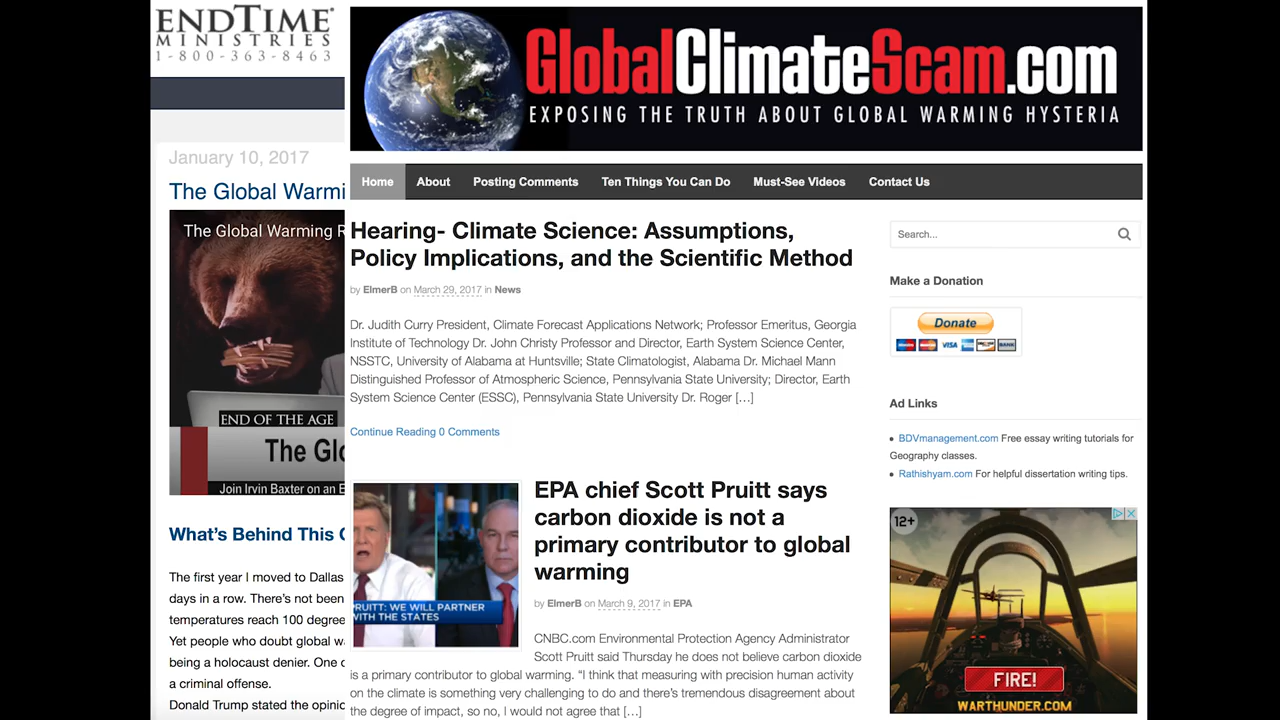 ENDTIME
MINISTRIES
1-800-363-8463
January 10, 2017
The Global Warmi
The Global Warming R
END OF THE AGE
The Glo
Join Irvin Baxter on an E
What's Behind This
The first year I moved to Dallas
days in a row. There's not been
temperatures reach 100 degree
Yet people who doubt global w
being a holocaust denier. One
a criminal offense.
Donald Trump stated the opinio
GlobalClimateScam.com
EXPOSING THE TRUTH ABOUT GLOBAL WARMING HYSTERIA
Home About Posting Comments Ten Things You Can Do Must-See Videos Contact Us
Hearing- Climate Science: Assumptions,
Policy Implications, and the Scientific Method
by ElmerB on March 29, 2017 in News
Dr. Judith Curry President, Climate Forecast Applications Network; Professor Emeritus, Georgia
Institute of Technology Dr. John Christy Professor and Director, Earth System Science Center,
NSSTC, University of Alabama at Huntsville; State Climatologist, Alabama Dr. Michael Mann
Distinguished Professor of Atmospheric Science, Pennsylvania State University; Director, Earth
System Science Center (ESSC), Pennsylvania State University Dr. Roger […]
Continue Reading 0 Comments
PRUITT: WE WILL PARTNER
WITH THE STATES
EPA chief Scott Pruitt says
carbon dioxide is not a
primary contributor to global
warming
by ElmerB on March 9, 2017 in EPA
CNBC.com Environmental Protection Agency Administrator
Scott Pruitt said Thursday he does not believe carbon dioxide
is a primary contributor to global warming. “I think that measuring with precision human activity
on the climate is something very challenging to do and there's tremendous disagreement about
the degree of impact, so no, I would not agree that […]
Search...
Make a Donation
Donate
VISA
BANK
Ad Links
BDVmanagement.com Free essay writing tutorials for
Geography classes.
Rathishyam.com For helpful dissertation writing tips.
12+
FIRE!
WARTHUNDER.COM